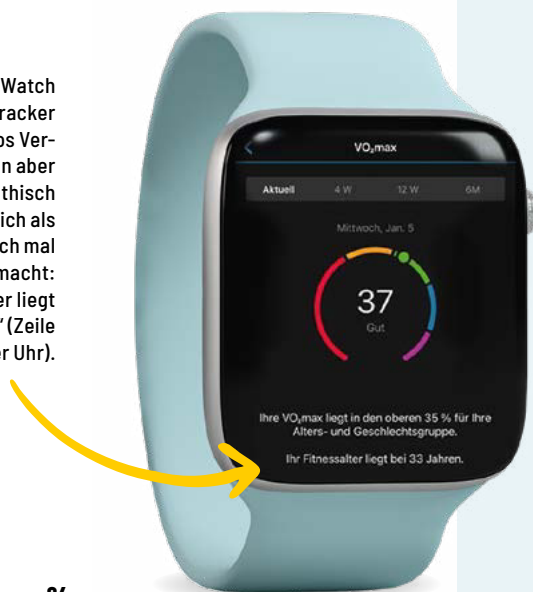 Watch
racker
os Ver-
n aber
thisch
ich als
ch mal
macht:
er liegt
" (Zeile
er Uhr).
VO₂max
Aktuell 4 W 12 W 6M
Mittwoch, Jan. 5
37
Gut
Ihre VO₂max liegt in den oberen 35 % für Ihre
Alters- und Geschlechtsgruppe.
Ihr Fitnessalter liegt bei 33 Jahren.